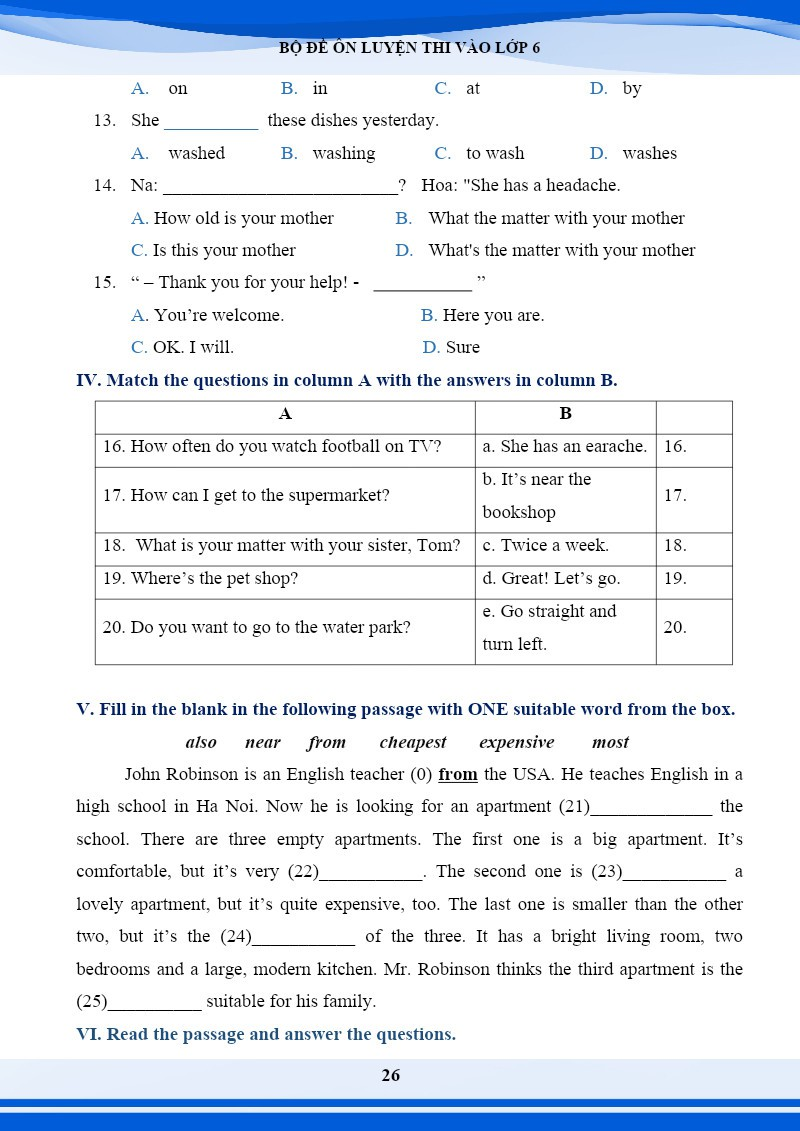 BỘ ĐỀ ÔN LUYỆN THI VÀO LỚP 6
A. on B. in C. at D. by
13. She __________ these dishes yesterday.
A. washed B. washing C. to wash D. washes
14. Na: _________________________? Hoa: "She has a headache.
A. How old is your mother B. What the matter with your mother
C. Is this your mother D. What's the matter with your mother
15. “ – Thank you for your help! - __________ ”
A. You’re welcome. B. Here you are.
C. OK. I will. D. Sure
IV. Match the questions in column A with the answers in column B.
A B
16. How often do you watch football on TV? a. She has an earache. 16.
17. How can I get to the supermarket? b. It’s near the bookshop 17.
18. What is your matter with your sister, Tom? c. Twice a week. 18.
19. Where’s the pet shop? d. Great! Let’s go. 19.
20. Do you want to go to the water park? e. Go straight and turn left. 20.
V. Fill in the blank in the following passage with ONE suitable word from the box.
also near from cheapest expensive most
John Robinson is an English teacher (0) from the USA. He teaches English in a
high school in Ha Noi. Now he is looking for an apartment (21)_____________ the
school. There are three empty apartments. The first one is a big apartment. It’s
comfortable, but it’s very (22)___________. The second one is (23)___________ a
lovely apartment, but it’s quite expensive, too. The last one is smaller than the other
two, but it’s the (24)___________ of the three. It has a bright living room, two
bedrooms and a large, modern kitchen. Mr. Robinson thinks the third apartment is the
(25)__________ suitable for his family.
VI. Read the passage and answer the questions.
26